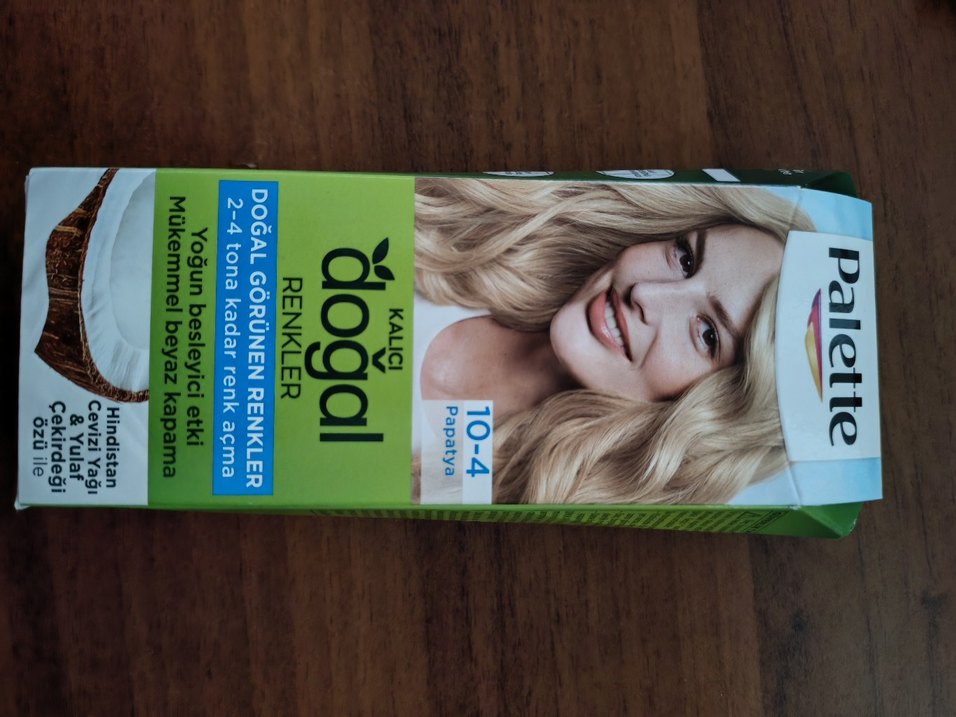 Palette
10-4
Papatya
KALICI
doğal
RENKLER
DOĞAL GÖRÜNEN RENKLER
2-4 tona kadar renk açma
Yoğun besleyici etki
Mükemmel beyaz kapama
Hindistan
Cevizi Yağı
& Yulaf
Çekirdeği
özü ile